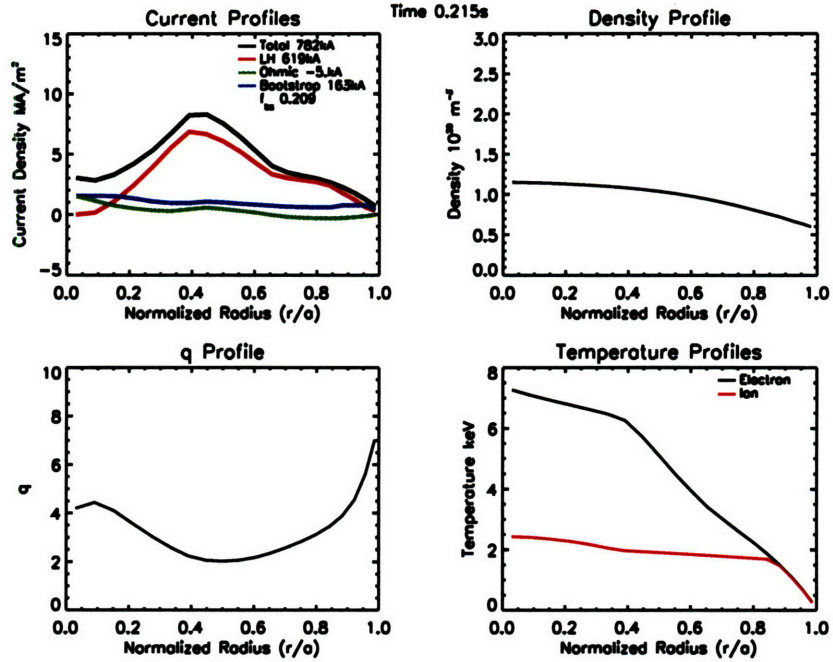 Time 0.215s
Current Profiles
15
10
5
0
-5
Current Density MA/m²
Total 782kA
LH 619kA
Ohmic -5.kA
Bootstrap 163kA
f_bs 0.209
0.0 0.2 0.4 0.6 0.8 1.0
Normalized Radius (r/a)
Density Profile
3.0
2.5
2.0
1.5
1.0
0.5
0.0
0.0 0.2 0.4 0.6 0.8 1.0
Normalized Radius (r/a)
q Profile
10
8
6
4
2
0
q
0.0 0.2 0.4 0.6 0.8 1.0
Normalized Radius (r/a)
Temperature Profiles
8
6
4
2
0
Temperature keV
Electron
Ion
0.0 0.2 0.4 0.6 0.8 1.0
Normalized Radius (r/a)